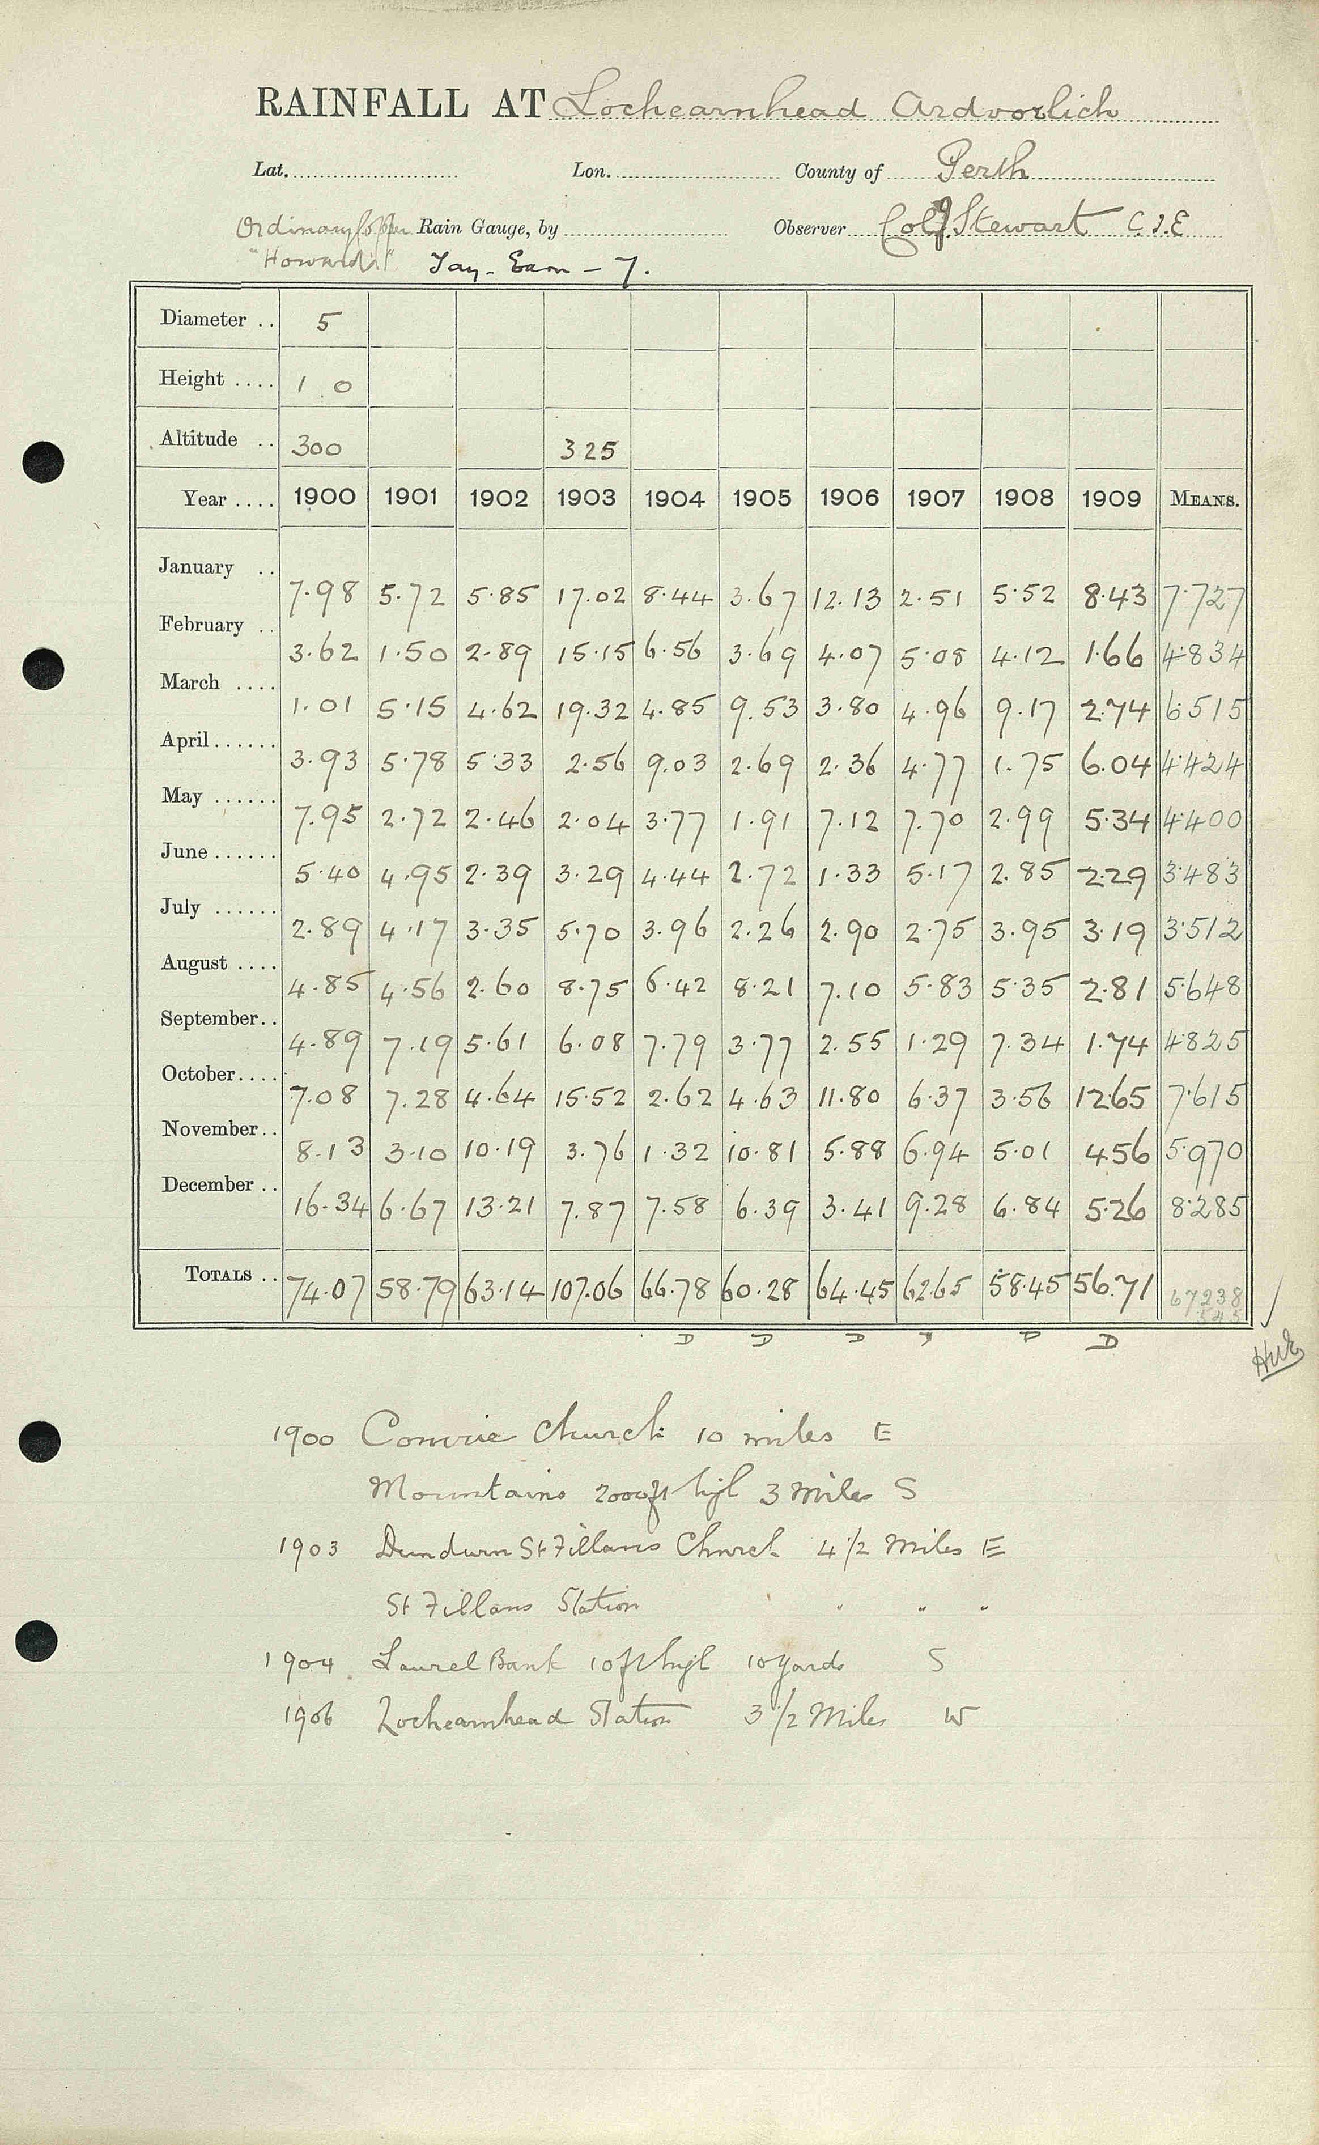 RAINFALL AT Lochearnhead Ardvorlich
Lat. Lon. County of Perth
Ordinary Copper Rain Gauge, by Observer Col J Stewart C.I.E
"Howards" Tay - Earn - 7.
Diameter .. 5
Height .... 1 . 0
Altitude .. 300 325
Year .... 1900 1901 1902 1903 1904 1905 1906 1907 1908 1909 MEANS.
January .. 7.98 5.72 5.85 17.02 8.44 3.67 12.13 2.51 5.52 8.43 7.727
February .. 3.62 1.50 2.89 15.15 6.56 3.69 4.07 5.08 4.12 1.66 4.834
March .... 1.01 5.15 4.62 19.32 4.85 9.53 3.80 4.96 9.17 2.74 6.515
April...... 3.93 5.78 5.33 2.56 9.03 2.69 2.36 4.77 1.75 6.04 4.424
May ...... 7.95 2.72 2.46 2.04 3.77 1.91 7.12 7.70 2.99 5.34 4.400
June...... 5.40 4.95 2.39 3.29 4.44 2.72 1.33 5.17 2.85 2.29 3.483
July ...... 2.89 4.17 3.35 5.70 3.96 2.26 2.90 2.75 3.95 3.19 3.512
August .... 4.85 4.56 2.60 8.75 6.42 8.21 7.10 5.83 5.35 2.81 5.648
September.. 4.89 7.19 5.61 6.08 7.79 3.77 2.55 1.29 7.34 1.74 4.825
October.... 7.08 7.28 4.64 15.52 2.62 4.63 11.80 6.37 3.56 12.65 7.615
November.. 8.13 3.10 10.19 3.76 1.32 10.81 5.88 6.94 5.01 4.56 5.970
December .. 16.34 6.67 13.21 7.87 7.58 6.39 3.41 9.28 6.84 5.26 8.285
TOTALS .. 74.07 58.79 63.14 107.06 66.78 60.28 64.45 62.65 58.45 56.71 67.238
D D D D D D
1900 Comrie Church 10 miles E
Mountains 2000ft high 3 Miles S
1903 Dundurn St Fillans Church 4 1/2 Miles E
St Fillans Station " " "
1904 Laurel Bank 10ft high 10 yards S
1906 Lochearnhead Station 3 1/2 Miles W